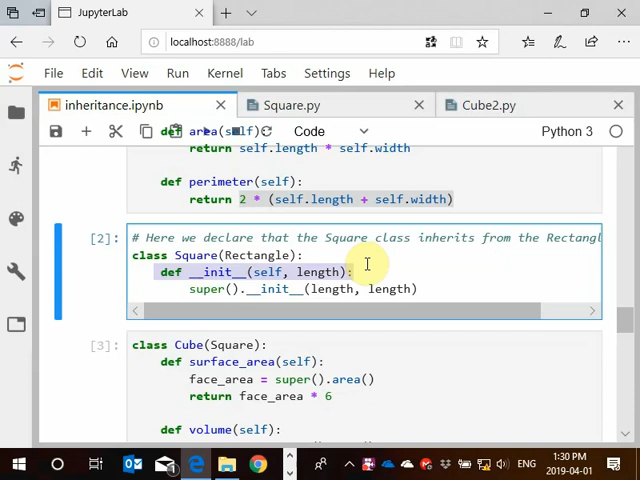 JupyterLab
localhost:8888/lab
File Edit View Run Kernel Tabs Settings Help
inheritance.ipynb Square.py Cube2.py
Code Python 3
def area(self):
return self.length * self.width
def perimeter(self):
return 2 * (self.length + self.width)
[2]: # Here we declare that the Square class inherits from the Rectangl
class Square(Rectangle):
def __init__(self, length):
super().__init__(length, length)
[3]: class Cube(Square):
def surface_area(self):
face_area = super().area()
return face_area * 6
def volume(self):
1:30 PM
ENG
2019-04-01